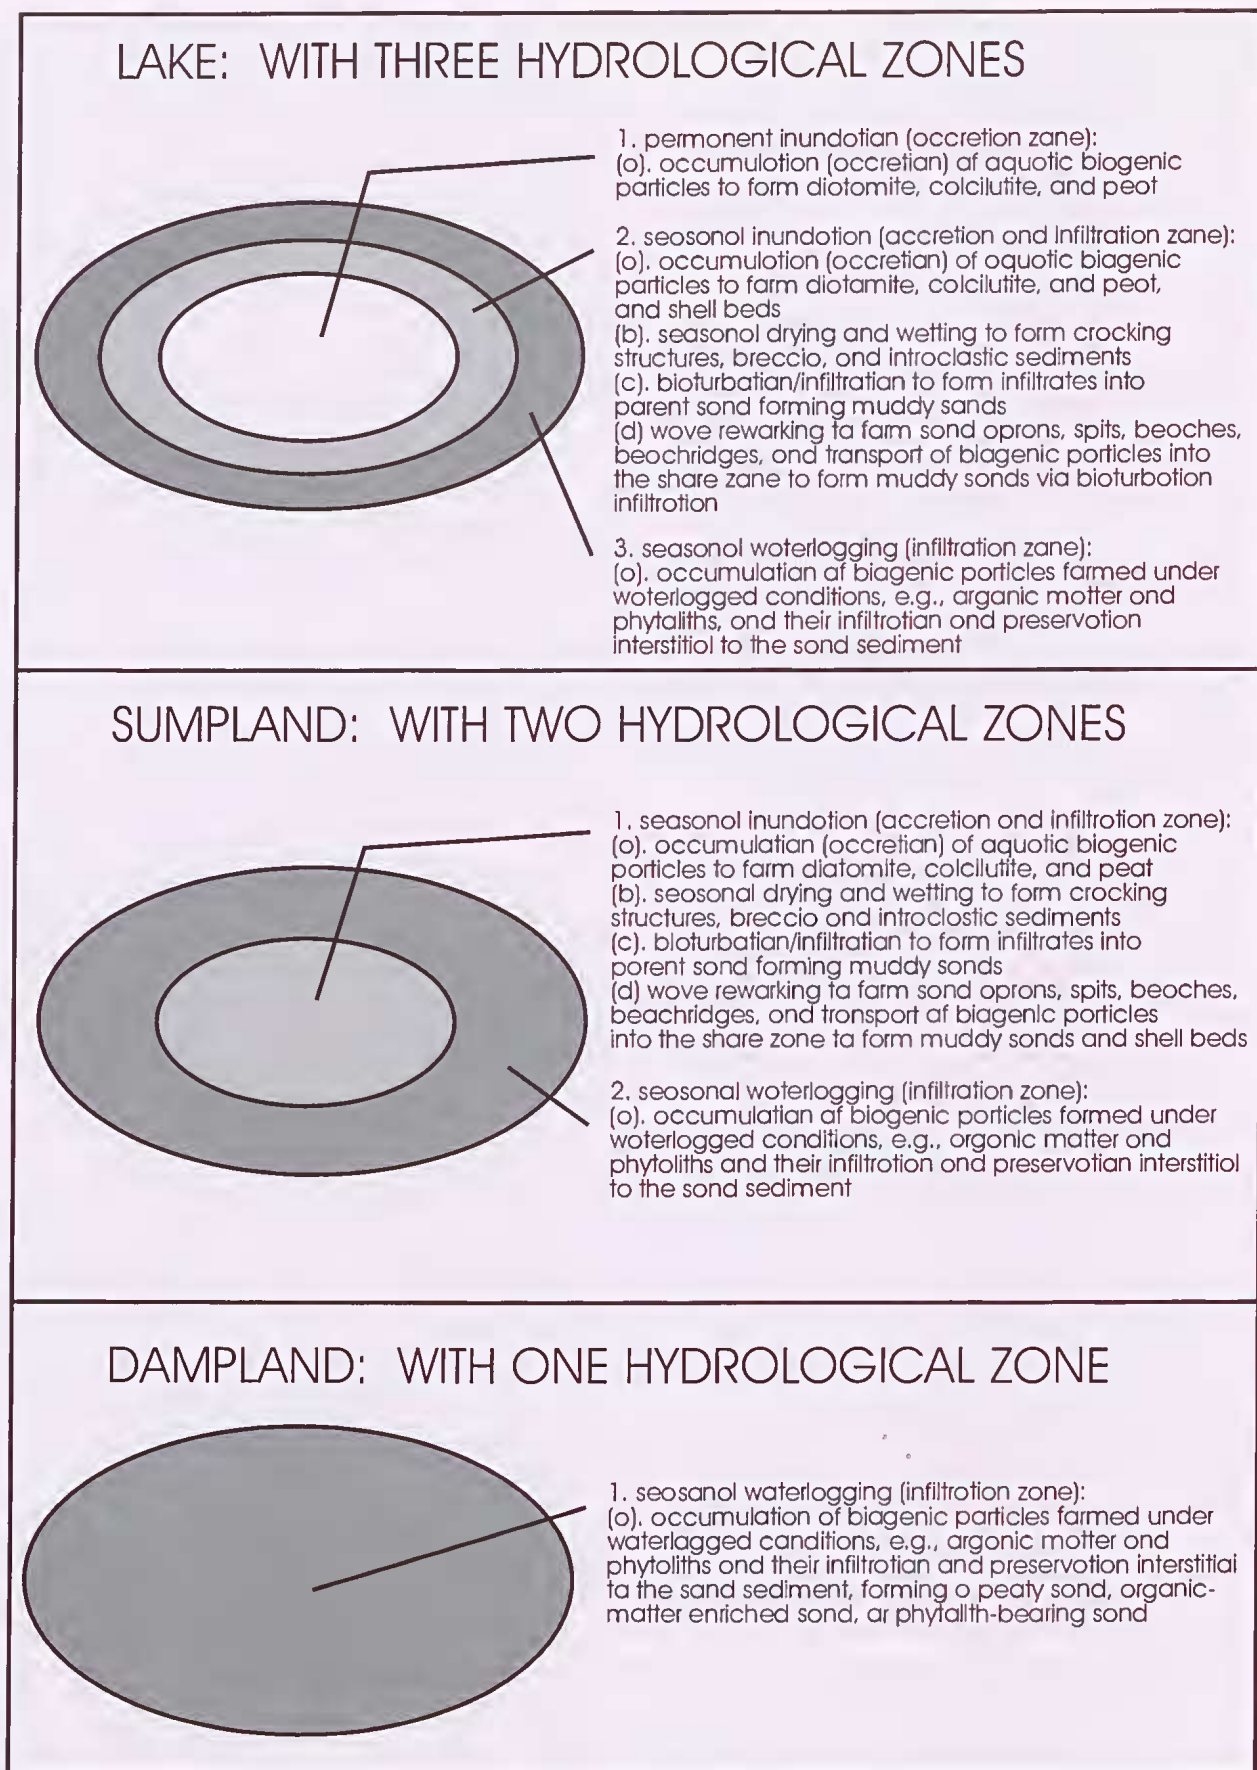 LAKE: WITH THREE HYDROLOGICAL ZONES
1. permonent inundotian (occretion zane):
(o). occumulotion (occretian) af aquotic biogenic
particles to form diotomite, colcilutite, and peot
2. seosonol inundotion (accretion ond Infiltration zane):
(o). occumulotion (occretian) of oquotic biagenic
particles to farm diotamite, colcilutite, and peot,
and shell beds
(b). seasonol drying and wetting to form crocking
structures, breccio, ond introclastic sediments
(c). bioturbatian/infiltratian to form infiltrates into
parent sond forming muddy sands
(d) wove rewarking ta farm sond oprons, spits, beoches,
beochridges, ond transport of biagenic porticles into
the share zane to form muddy sonds via bioturbotion
infiltrotion
3. seasonol woterlogging (infiltration zane):
(o). occumulatian af biagenic porticles farmed under
woterlogged conditions, e.g., arganic motter ond
phytaliths, ond their infiltrotian ond preservotion
interstitiol to the sond sediment
SUMPLAND: WITH TWO HYDROLOGICAL ZONES
1. seasonol inundotion (accretion ond infiltrotion zone):
(o). occumulatian (occretian) of aquotic biogenic
porticles to farm diatomite, colcilutite, and peat
(b). seosonal drying and wetting to form crocking
structures, breccio ond introclostic sediments
(c). bioturbatian/infiltration to form infiltrates into
porent sond forming muddy sonds
(d) wove rewarking ta farm sond oprons, spits, beoches,
beachridges, ond tronsport af biagenic porticles
into the share zone ta form muddy sonds and shell beds
2. seosonal woterlogging (infiltration zone):
(o). occumulatian af biogenic porticles formed under
woterlogged conditions, e.g., orgonic matter ond
phytoliths and their infiltrotion ond preservotian interstitiol
to the sond sediment
DAMPLAND: WITH ONE HYDROLOGICAL ZONE
1. seosanol waterlogging (infiltrotion zone):
(o). occumulation of biagenic particles farmed under
waterlagged canditions, e.g., argonic motter ond
phytoliths ond their infiltrotian and preservotion interstitial
ta the sand sediment, forming o peaty sond, organic-
matter enriched sond, ar phytallth-bearing sond